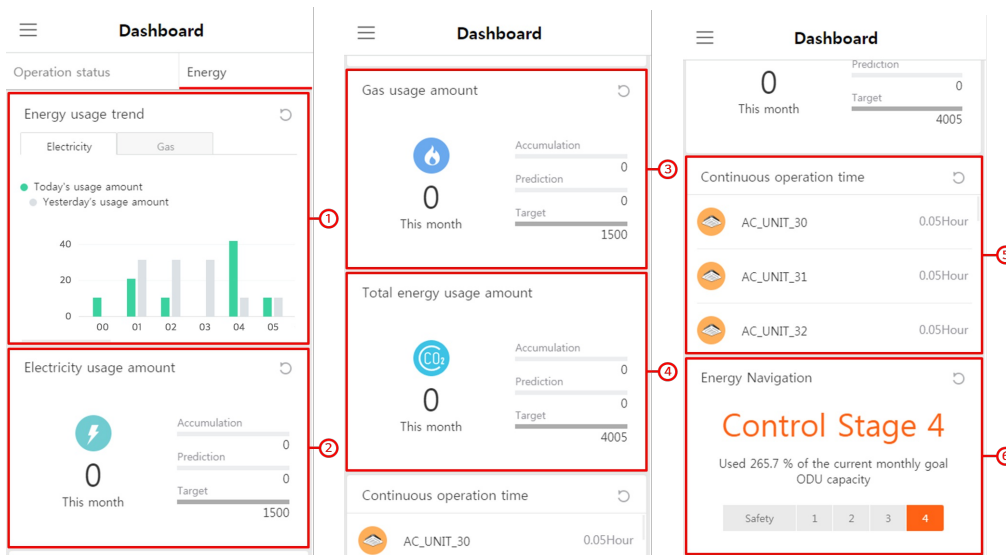 Dashboard
Operation status
Energy
Energy usage trend
Electricity
Gas
Today's usage amount
Yesterday's usage amount
40
20
0
00 01 02 03 04 05
1
Electricity usage amount
0
This month
Accumulation
0
Prediction
0
Target
1500
2
Dashboard
Gas usage amount
0
This month
Accumulation
0
Prediction
0
Target
1500
3
Total energy usage amount
CO₂
0
This month
Accumulation
0
Prediction
0
Target
4005
4
Continuous operation time
AC_UNIT_30 0.05Hour
Dashboard
0
This month
Prediction
0
Target
4005
Continuous operation time
AC_UNIT_30 0.05Hour
AC_UNIT_31 0.05Hour
AC_UNIT_32 0.05Hour
5
Energy Navigation
Control Stage 4
Used 265.7 % of the current monthly goal
ODU capacity
Safety 1 2 3 4
6